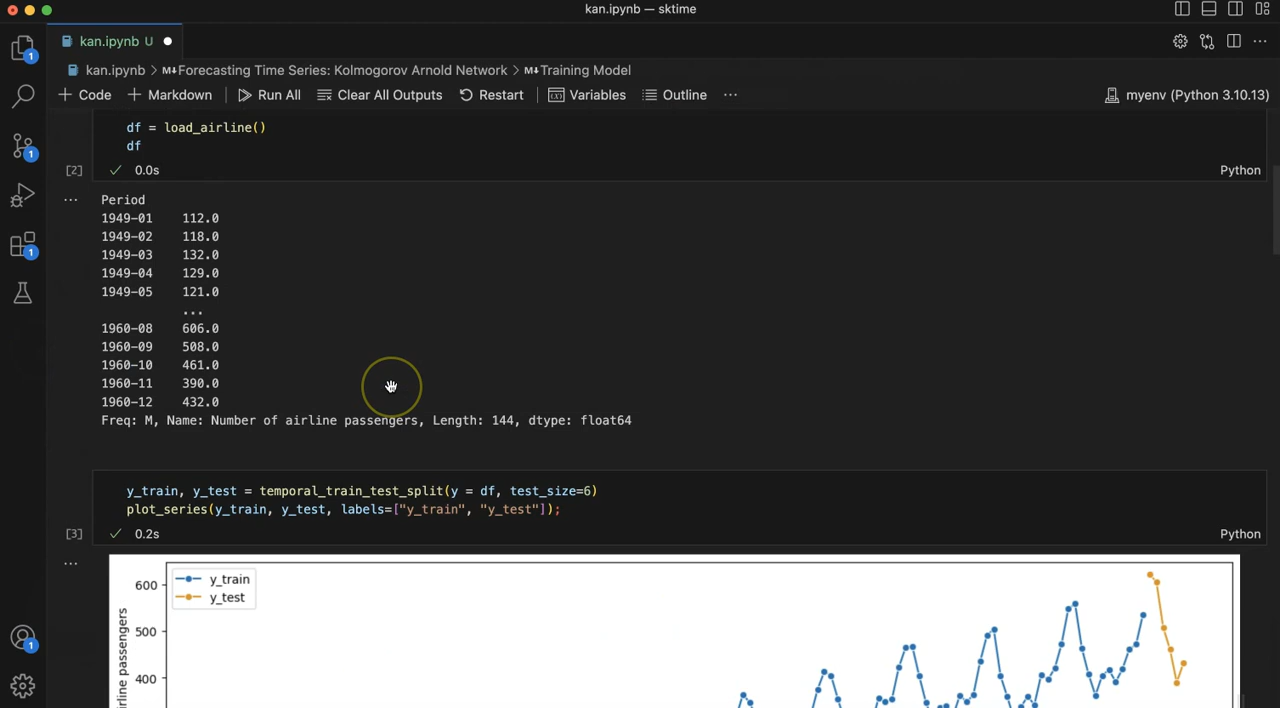 kan.ipynb — sktime
kan.ipynb U
kan.ipynb > M↓Forecasting Time Series: Kolmogorov Arnold Network > M↓Training Model
+ Code + Markdown Run All Clear All Outputs Restart Variables Outline ... myenv (Python 3.10.13)
df = load_airline()
df
[2] ✓ 0.0s Python
Period
1949-01 112.0
1949-02 118.0
1949-03 132.0
1949-04 129.0
1949-05 121.0
...
1960-08 606.0
1960-09 508.0
1960-10 461.0
1960-11 390.0
1960-12 432.0
Freq: M, Name: Number of airline passengers, Length: 144, dtype: float64
y_train, y_test = temporal_train_test_split(y = df, test_size=6)
plot_series(y_train, y_test, labels=["y_train", "y_test"]);
[3] ✓ 0.2s Python
y_train
y_test
600
500
400
passengers
1
1
1
1